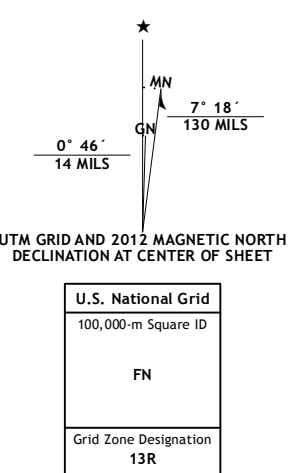 ★
MN
7° 18´
130 MILS
GN
0° 46´
14 MILS
UTM GRID AND 2012 MAGNETIC NORTH
DECLINATION AT CENTER OF SHEET
U.S. National Grid
100,000-m Square ID
FN
Grid Zone Designation
13R